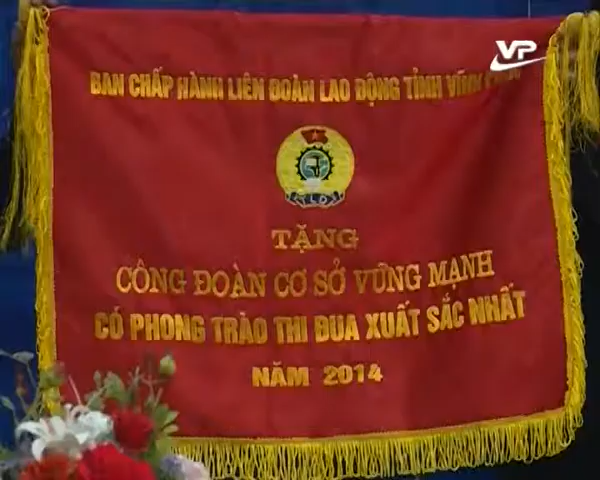 VP
BAN CHẤP HÀNH LIÊN ĐOÀN LAO ĐỘNG TỈNH VĨNH
TLĐ
TẶNG
CÔNG ĐOÀN CƠ SỞ VỮNG MẠNH
CÓ PHONG TRÀO THI ĐUA XUẤT SẮC NHẤT
NĂM 2014